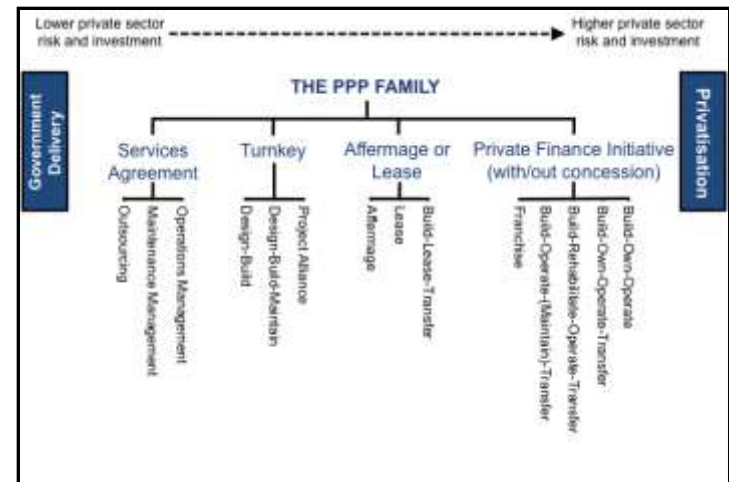 Lower private sector
risk and investment
Higher private sector
risk and investment
THE PPP FAMILY
Government
Delivery
Privatisation
Services
Agreement
Turnkey
Affermage or
Lease
Private Finance Initiative
(with/out concession)
Outsourcing
Maintenance Management
Operations Management
Design-Build
Design-Build-Maintain
Project Alliance
Affermage
Lease
Build-Lease-Transfer
Franchise
Build-Operate-(Maintain)-Transfer
Build-Rehabilitate-Operate-Transfer
Build-Own-Operate-Transfer
Build-Own-Operate